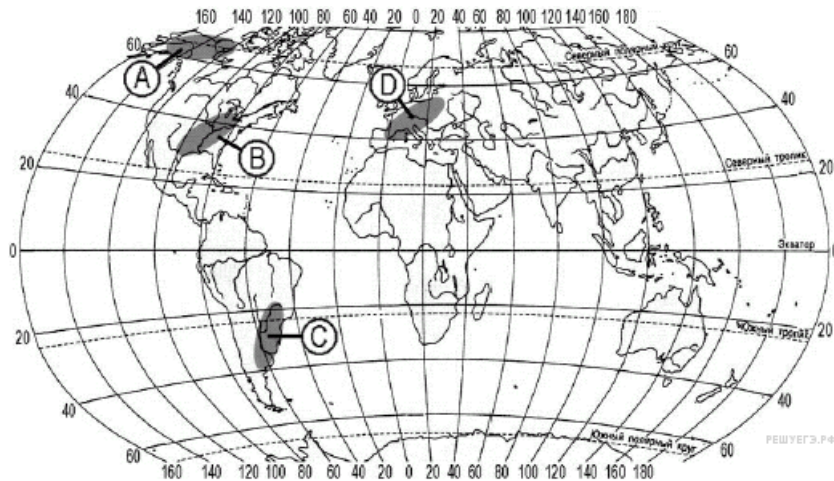 160 160 140 120 100 80 60 40 20 0 20 40 60 80 100 120 140 160 180
60 Северный полярный круг 60
A
D
40 40
B
20 Северный тропик 20
0 Экватор 0
20 Южный тропик 20
C
40 40
60 Южный полярный круг 60
РЕШУЕГЭ.РФ
160 140 120 100 80 60 40 20 0 20 40 60 80 100 120 140 160 180